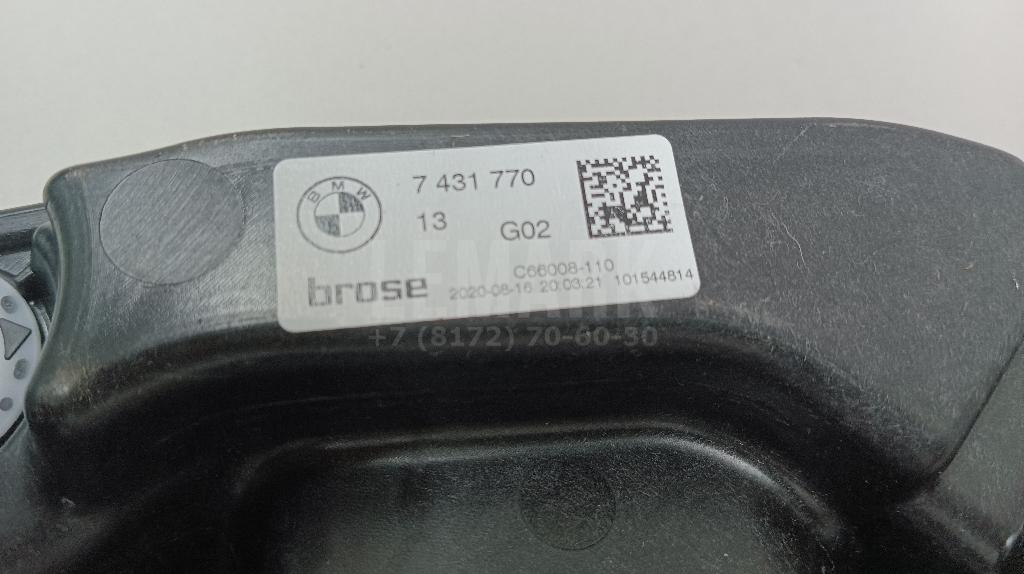 BMW
7 431 770
13 G02
C66008-110
brose 2020-08-16 20:03:21 101544814
LEMARK
+7 (8172) 70-60-30